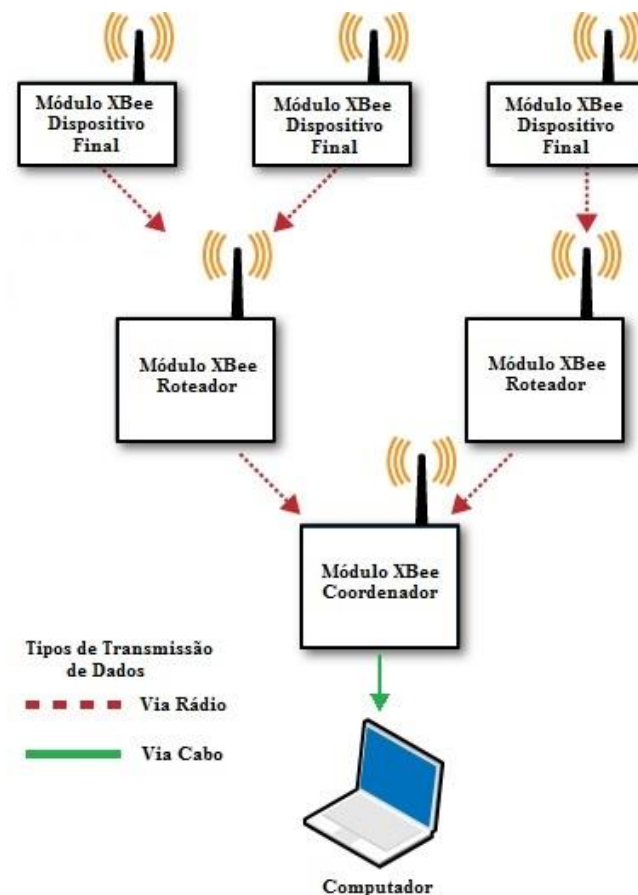 Módulo XBee
Dispositivo
Final
Módulo XBee
Dispositivo
Final
Módulo XBee
Dispositivo
Final
Módulo XBee
Roteador
Módulo XBee
Roteador
Módulo XBee
Coordenador
Tipos de Transmissão
de Dados
Via Rádio
Via Cabo
Computador